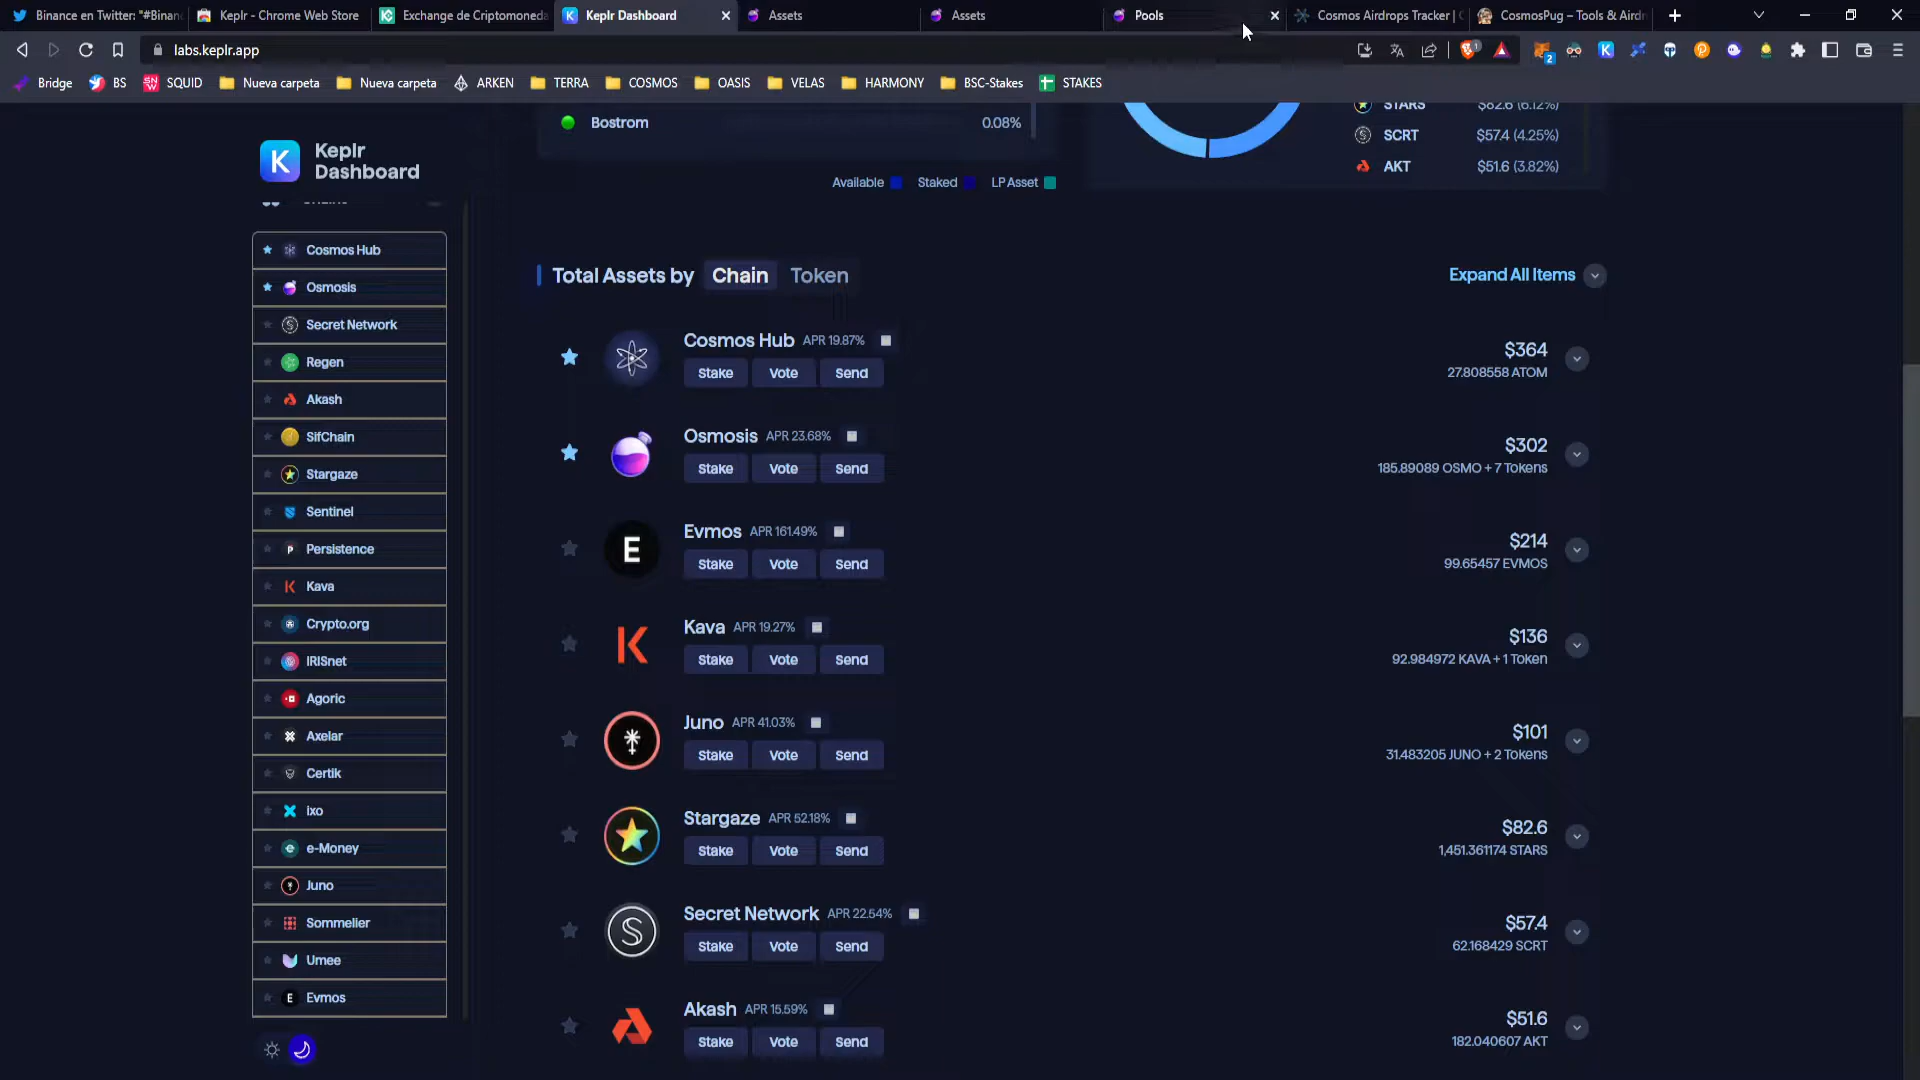 Binance en Twitter: "#Binan
Keplr - Chrome Web Store
Exchange de Criptomoneda
Keplr Dashboard
Assets
Assets
Pools
Cosmos Airdrops Tracker |
CosmosPug – Tools & Airdr
labs.keplr.app
Bridge
BS
SQUID
Nueva carpeta
Nueva carpeta
ARKEN
TERRA
COSMOS
OASIS
VELAS
HARMONY
BSC-Stakes
STAKES
Keplr
Dashboard
Cosmos Hub
Osmosis
Secret Network
Regen
Akash
SifChain
Stargaze
Sentinel
Persistence
Kava
Crypto.org
IRISnet
Agoric
Axelar
Certik
ixo
e-Money
Juno
Sommelier
Umee
Evmos
Bostrom 0.08%
Available Staked LP Asset
STARS $82.6 (6.12%)
SCRT $57.4 (4.25%)
AKT $51.6 (3.82%)
Total Assets by Chain Token
Expand All Items
Cosmos Hub APR 19.87%
Stake Vote Send
$364
27.808558 ATOM
Osmosis APR 23.68%
Stake Vote Send
$302
185.89089 OSMO + 7 Tokens
Evmos APR 161.49%
Stake Vote Send
$214
99.65457 EVMOS
Kava APR 19.27%
Stake Vote Send
$136
92.984972 KAVA + 1 Token
Juno APR 41.03%
Stake Vote Send
$101
31.483205 JUNO + 2 Tokens
Stargaze APR 52.18%
Stake Vote Send
$82.6
1,451.361174 STARS
Secret Network APR 22.54%
Stake Vote Send
$57.4
62.168429 SCRT
Akash APR 15.59%
Stake Vote Send
$51.6
182.040607 AKT